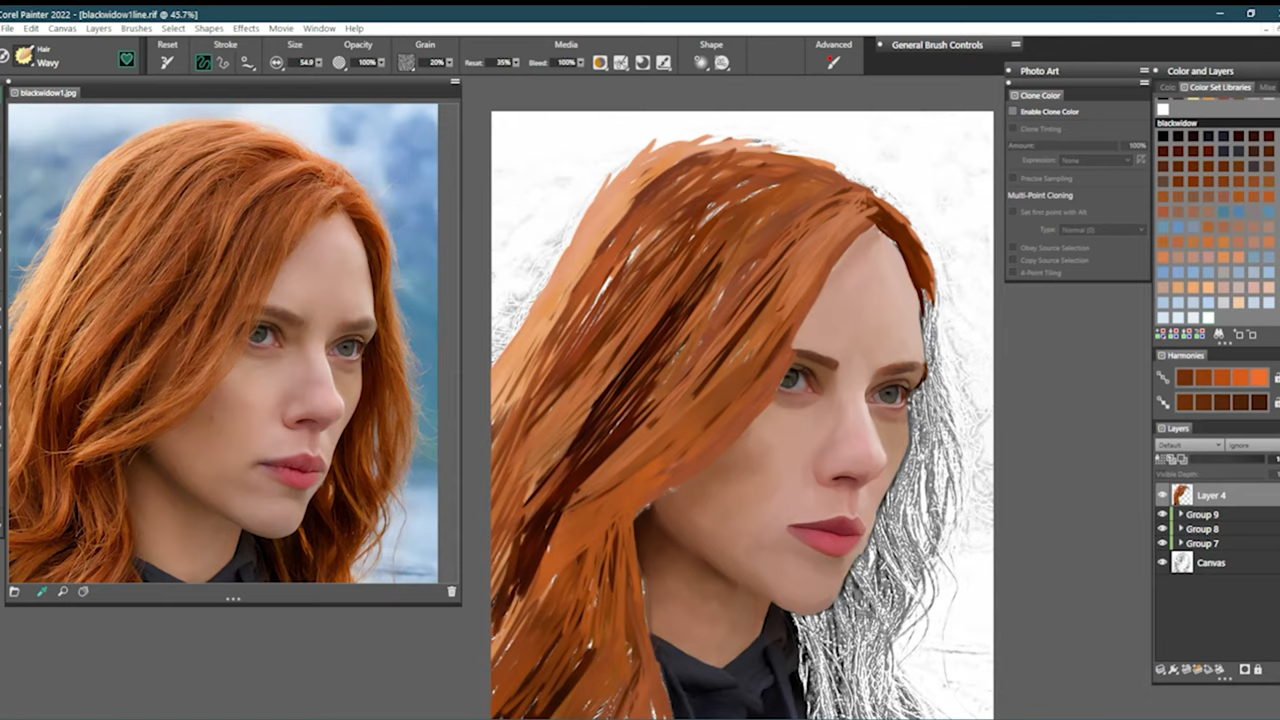 Corel Painter 2022 - [blackwidow1line.rif @ 45.7%]
File Edit Canvas Layers Brushes Select Shapes Effects Movie Window Help
Hair
Wavy
Reset Stroke Size Opacity Grain Media Shape Advanced
54.9 100% 20% Reset: 35% Bleed: 100%
General Brush Controls
blackwidow1.jpg
Photo Art
Clone Color
Enable Clone Color
Clone Tinting
Amount: 100%
Expression: None
Precise Sampling
Multi-Point Cloning
Set first point with Alt
Type: Normal (0)
Obey Source Selection
Copy Source Selection
4-Point Tiling
Color and Layers
Colo Color Set Libraries Mixe
blackwidow
Harmonies
Layers
Default Ignore
Visible Depth:
Layer 4
Group 9
Group 8
Group 7
Canvas